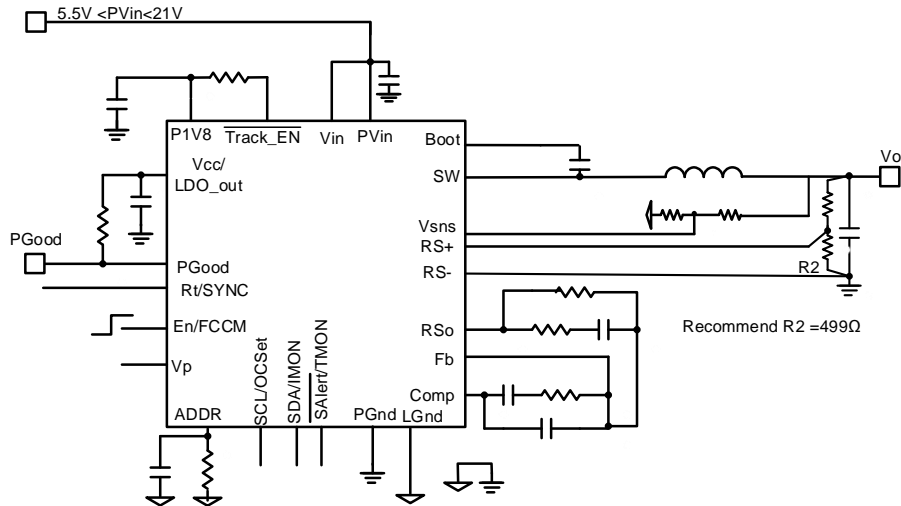 5.5V <PVin<21V
P1V8
Track_EN
Vin
PVin
Boot
Vcc/
LDO_out
SW
Vo
Vsns
PGood
RS+
PGood
RS-
R2
Rt/SYNC
En/FCCM
RSo
Recommend R2 =499Ω
Vp
Fb
Comp
ADDR
SCL/OCSet
SDA/IMON
SAlert/TMON
PGnd
LGnd